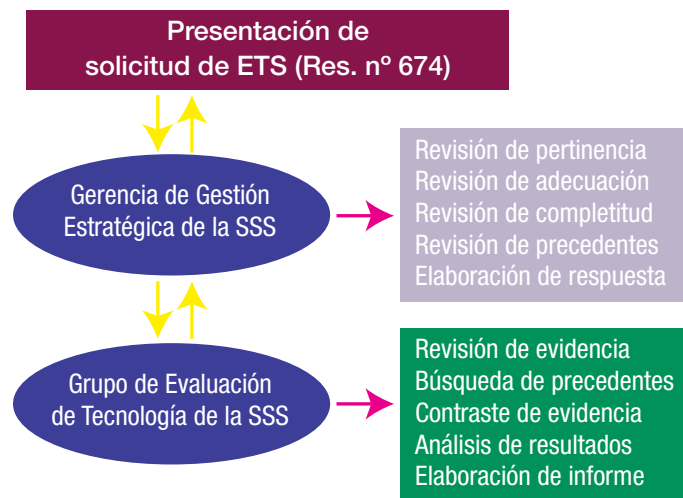 Presentación de
solicitud de ETS (Res. nº 674)
Gerencia de Gestión
Estratégica de la SSS
Revisión de pertinencia
Revisión de adecuación
Revisión de completitud
Revisión de precedentes
Elaboración de respuesta
Grupo de Evaluación
de Tecnología de la SSS
Revisión de evidencia
Búsqueda de precedentes
Contraste de evidencia
Análisis de resultados
Elaboración de informe